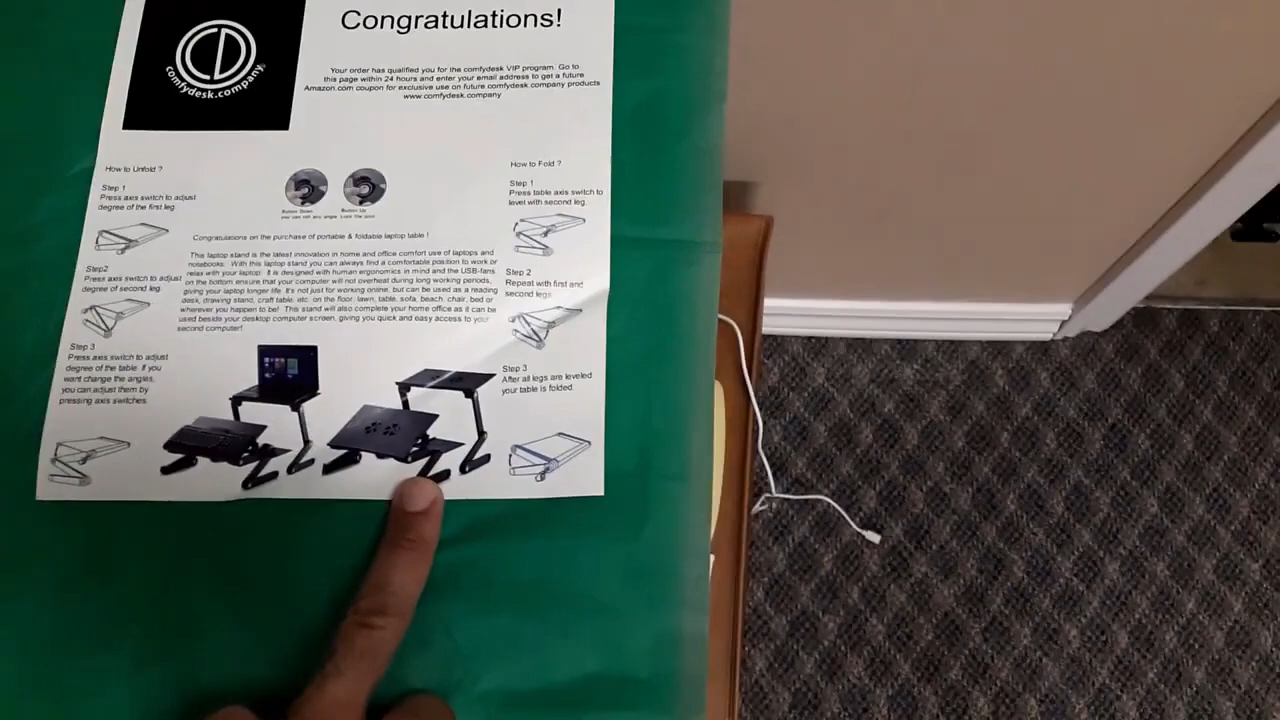 CD
comfydesk.company
Congratulations!
Your order has qualified you for the comfydesk VIP program. Go to
this page within 24 hours and enter your email address to get a future
Amazon.com coupon for exclusive use on future comfydesk.company products
www.comfydesk.company
How to Unfold ?
Step 1
Press axis switch to adjust
degree of the first leg.
Step2
Press axis switch to adjust
degree of second leg.
Step 3
Press axis switch to adjust
degree of the table. If you
want change the angles,
you can adjust them by
pressing axis switches.
Button Down
you can roll any angle
Button Up
Lock the axis
Congratulations on the purchase of portable & foldable laptop table !
This laptop stand is the latest innovation in home and office comfort use of laptops and
notebooks. With this laptop stand you can always find a comfortable position to work or
relax with your laptop. It is designed with human ergonomics in mind and the USB-fans
on the bottom ensure that your computer will not overheat during long working periods,
giving your laptop longer life. It's not just for working online, but can be used as a reading
desk, drawing stand, craft table, etc. on the floor, lawn, table, sofa, beach, chair, bed or
wherever you happen to be! This stand will also complete your home office as it can be
used beside your desktop computer screen, giving you quick and easy access to your
second computer!
How to Fold ?
Step 1
Press table axis switch to
level with second leg.
Step 2
Repeat with first and
second legs.
Step 3
After all legs are leveled
your table is folded.